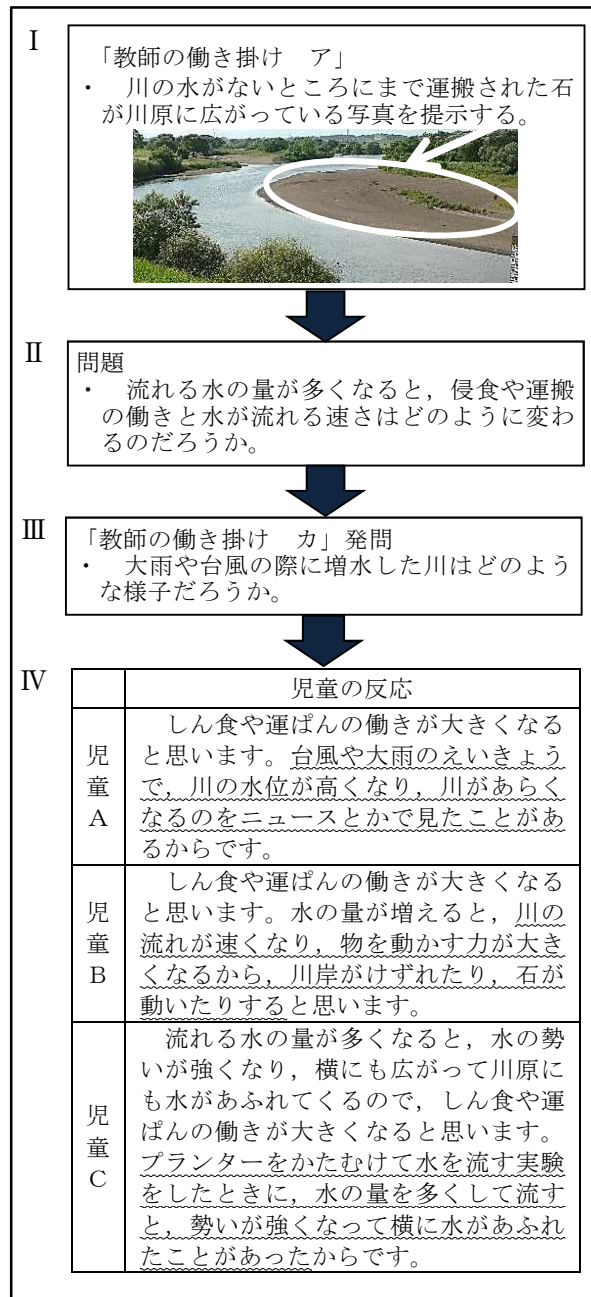 Ⅰ
「教師の働き掛け　ア」
・　川の水がないところにまで運搬された石
が川原に広がっている写真を提示する。
Ⅱ
問題
・　流れる水の量が多くなると，侵食や運搬
の働きと水が流れる速さはどのように変わ
るのだろうか。
Ⅲ
「教師の働き掛け　カ」発問
・　大雨や台風の際に増水した川はどのよう
な様子だろうか。
Ⅳ
児童の反応
児童A
しん食や運ぱんの働きが大きくなる
と思います。台風や大雨のえいきょう
で，川の水位が高くなり，川があらく
なるのをニュースとかで見たことがあ
るからです。
児童B
しん食や運ぱんの働きが大きくなる
と思います。水の量が増えると，川の
流れが速くなり，物を動かす力が大き
くなるから，川岸がけずれたり，石が
動いたりすると思います。
児童C
流れる水の量が多くなると，水の勢
いが強くなり，横にも広がって川原に
も水があふれてくるので，しん食や運
ぱんの働きが大きくなると思います。
プランターをかたむけて水を流す実験
をしたときに，水の量を多くして流す
と，勢いが強くなって横に水があふれ
たことがあったからです。